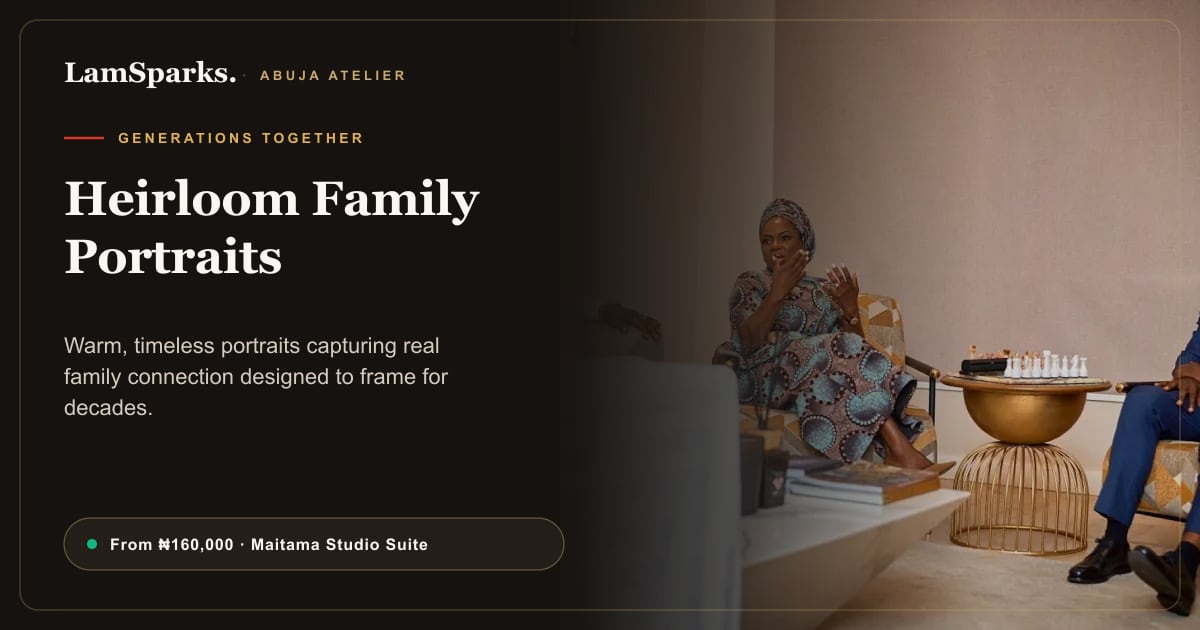 LamSparks. · ABUJA ATELIER
GENERATIONS TOGETHER
Heirloom Family
Portraits
Warm, timeless portraits capturing real
family connection designed to frame for
decades.
From ₦160,000 · Maitama Studio Suite